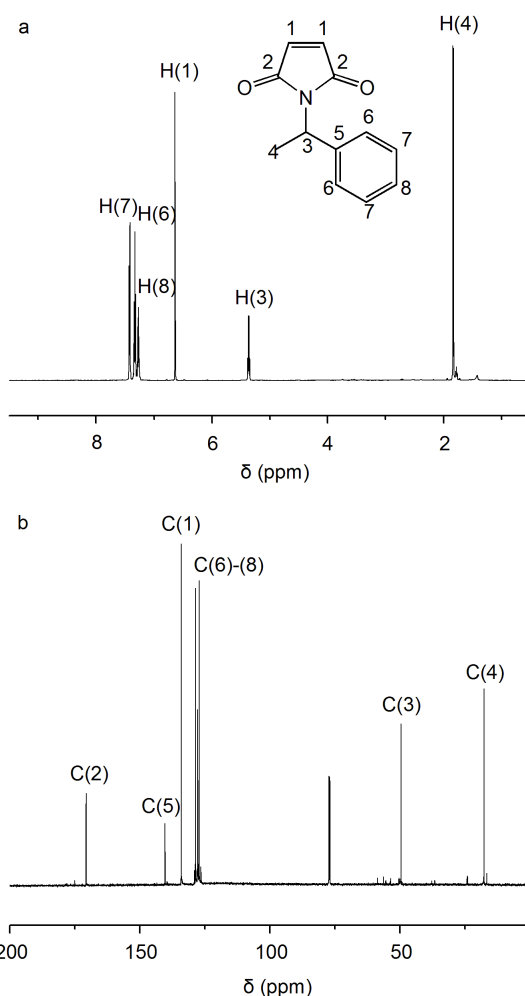 a
1 1
H(4)
H(1)
2 2
O N O
H(7) H(6)
6
5 7
4 3
H(8)
6 8
7
H(3)
8 6 4 2
δ (ppm)
b
C(1)
C(6)-(8)
C(4)
C(3)
C(2)
C(5)
200 150 100 50
δ (ppm)